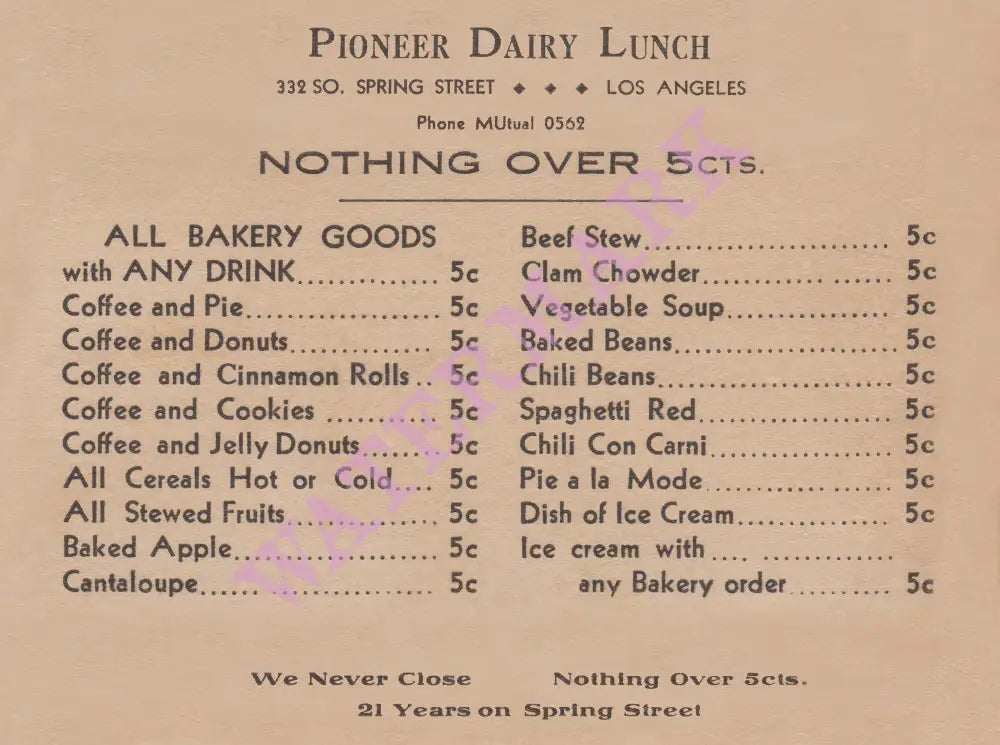 PIONEER DAIRY LUNCH
332 SO. SPRING STREET ◆ ◆ ◆ LOS ANGELES
Phone MUtual 0562
NOTHING OVER 5CTS.
ALL BAKERY GOODS
with ANY DRINK.............. 5c
Coffee and Pie.................... 5c
Coffee and Donuts.............. 5c
Coffee and Cinnamon Rolls.. 5c
Coffee and Cookies ........... 5c
Coffee and Jelly Donuts....... 5c
All Cereals Hot or Cold.... 5c
All Stewed Fruits............... 5c
Baked Apple.................... 5c
Cantaloupe...... ............... 5c
Beef Stew......................... 5c
Clam Chowder............. ...... 5c
Vegetable Soup................ 5c
Baked Beans...................... 5c
Chili Beans....................... 5c
Spaghetti Red................... 5c
Chili Con Carni.................. 5c
Pie a la Mode.................. 5c
Dish of Ice Cream............... 5c
Ice cream with .... .............
any Bakery order.......... 5c
We Never Close Nothing Over 5cts.
21 Years on Spring Street
WATERMARK